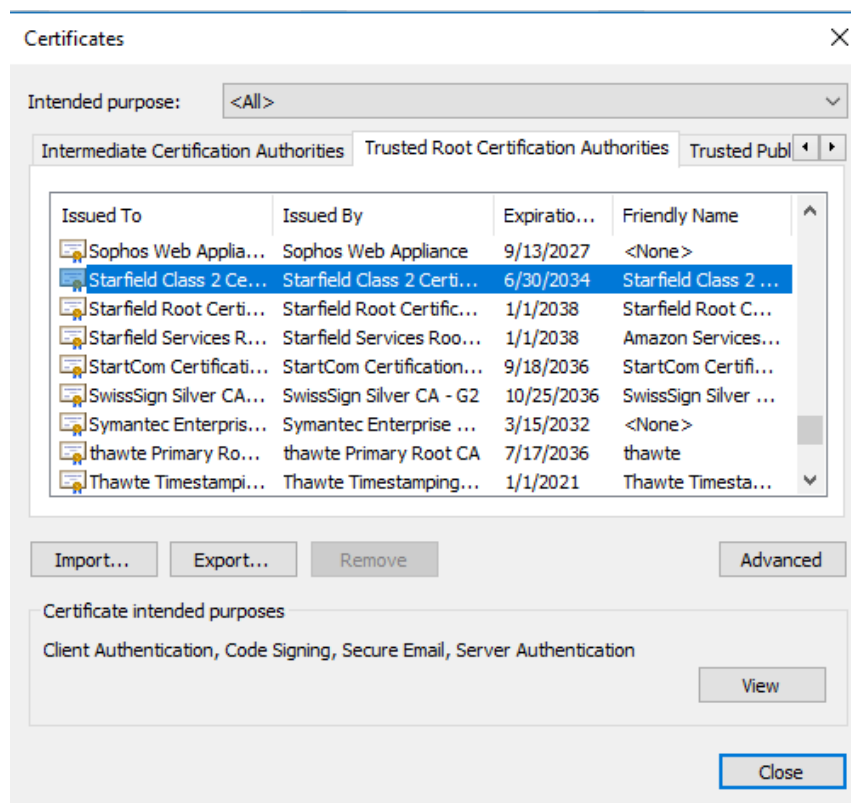 Certificates
Intended purpose: <All>
Intermediate Certification Authorities Trusted Root Certification Authorities Trusted Publ
Issued To Issued By Expiratio... Friendly Name
Sophos Web Applia... Sophos Web Appliance 9/13/2027 <None>
Starfield Class 2 Ce... Starfield Class 2 Certi... 6/30/2034 Starfield Class 2 ...
Starfield Root Certi... Starfield Root Certific... 1/1/2038 Starfield Root C...
Starfield Services R... Starfield Services Roo... 1/1/2038 Amazon Services...
StartCom Certificati... StartCom Certification... 9/18/2036 StartCom Certifi...
SwissSign Silver CA... SwissSign Silver CA - G2 10/25/2036 SwissSign Silver ...
Symantec Enterpris... Symantec Enterprise ... 3/15/2032 <None>
thawte Primary Ro... thawte Primary Root CA 7/17/2036 thawte
Thawte Timestampi... Thawte Timestamping... 1/1/2021 Thawte Timesta...
Import... Export... Remove Advanced
Certificate intended purposes
Client Authentication, Code Signing, Secure Email, Server Authentication
View
Close